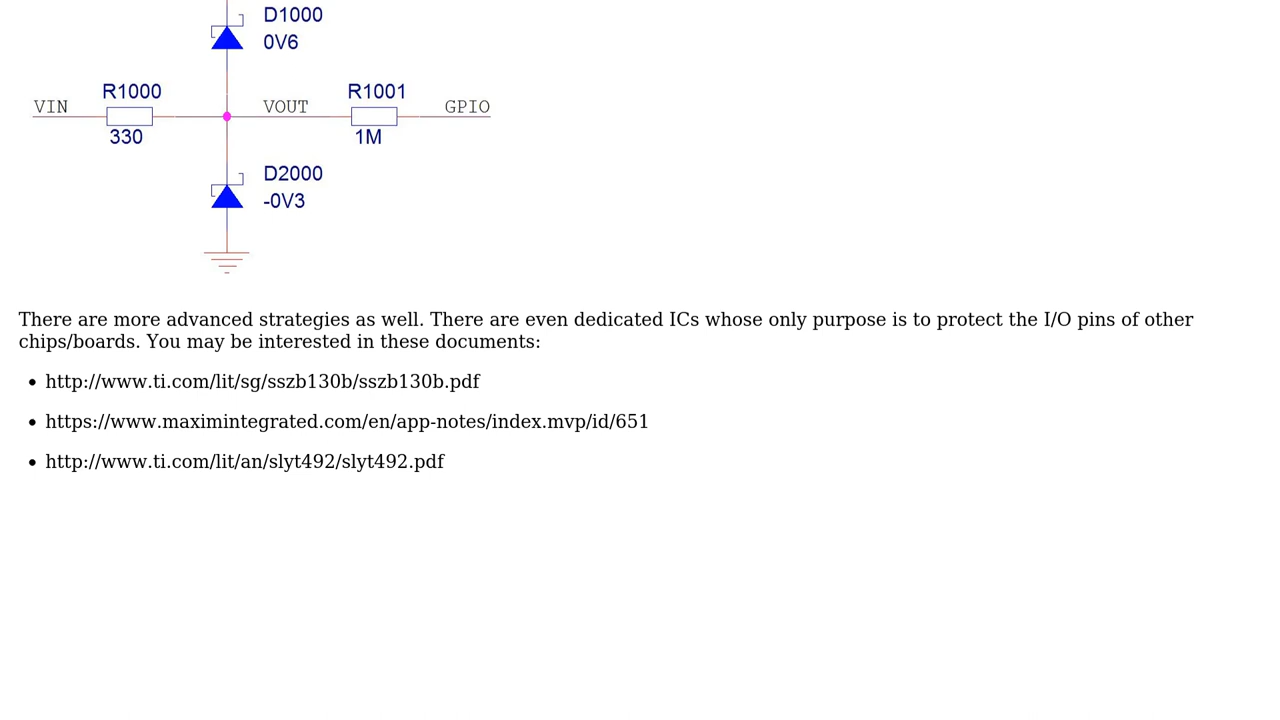 D1000
0V6
R1000
R1001
VIN
VOUT
GPIO
330
1M
D2000
-0V3
There are more advanced strategies as well. There are even dedicated ICs whose only purpose is to protect the I/O pins of other
chips/boards. You may be interested in these documents:
http://www.ti.com/lit/sg/sszb130b/sszb130b.pdf
https://www.maximintegrated.com/en/app-notes/index.mvp/id/651
http://www.ti.com/lit/an/slyt492/slyt492.pdf